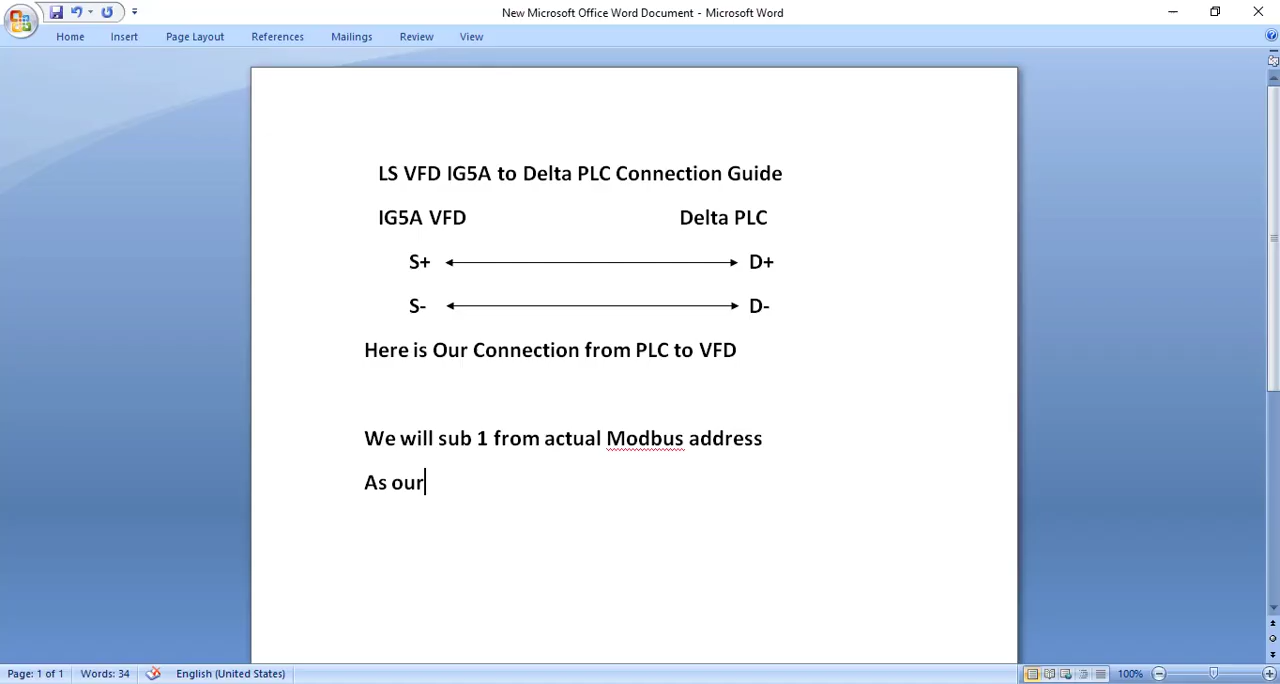 New Microsoft Office Word Document - Microsoft Word
Home Insert Page Layout References Mailings Review View
LS VFD IG5A to Delta PLC Connection Guide
IG5A VFD Delta PLC
S+ D+
S- D-
Here is Our Connection from PLC to VFD
We will sub 1 from actual Modbus address
As our
Page: 1 of 1 Words: 34 English (United States) 100%